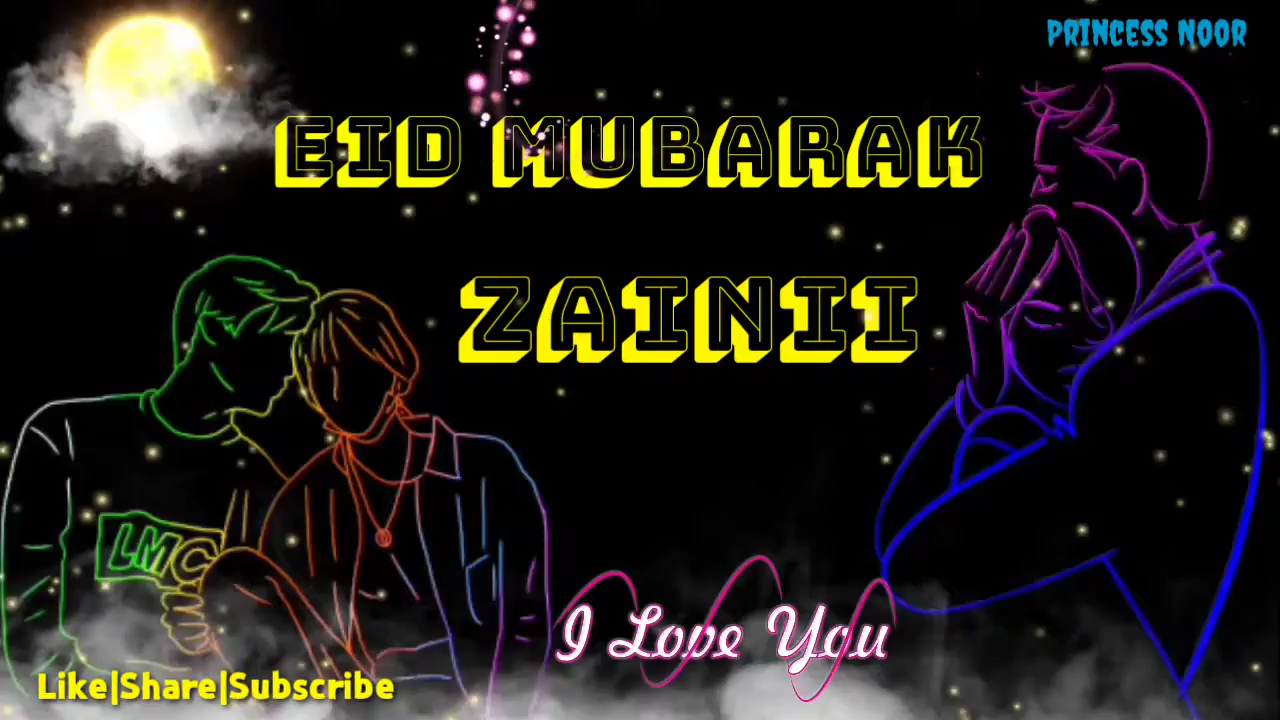 PRINCESS NOOR
EID MUBARAK
ZAINII
LMC
I Love You
Like|Share|Subscribe